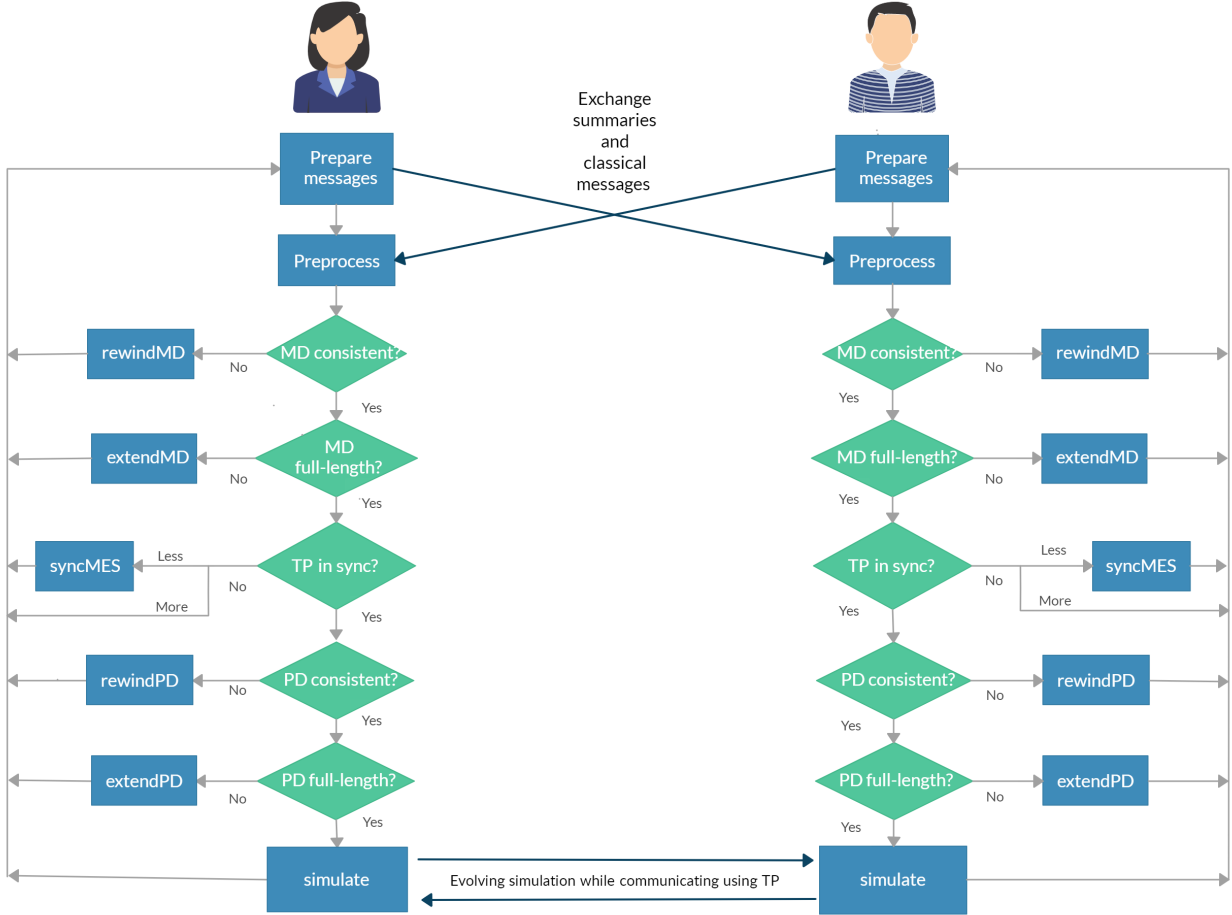 Exchange
summaries
and
classical
messages
Prepare
messages
Prepare
messages
Preprocess
Preprocess
rewindMD
No
MD consistent?
MD consistent?
No
rewindMD
Yes
Yes
extendMD
No
MD
full-length?
MD full-length?
No
extendMD
Yes
Yes
syncMES
Less
No
More
TP in sync?
TP in sync?
No
Less
More
syncMES
Yes
Yes
rewindPD
No
PD consistent?
PD consistent?
No
rewindPD
Yes
Yes
extendPD
No
PD full-length?
PD full-length?
No
extendPD
Yes
Yes
simulate
Evolving simulation while communicating using TP
simulate